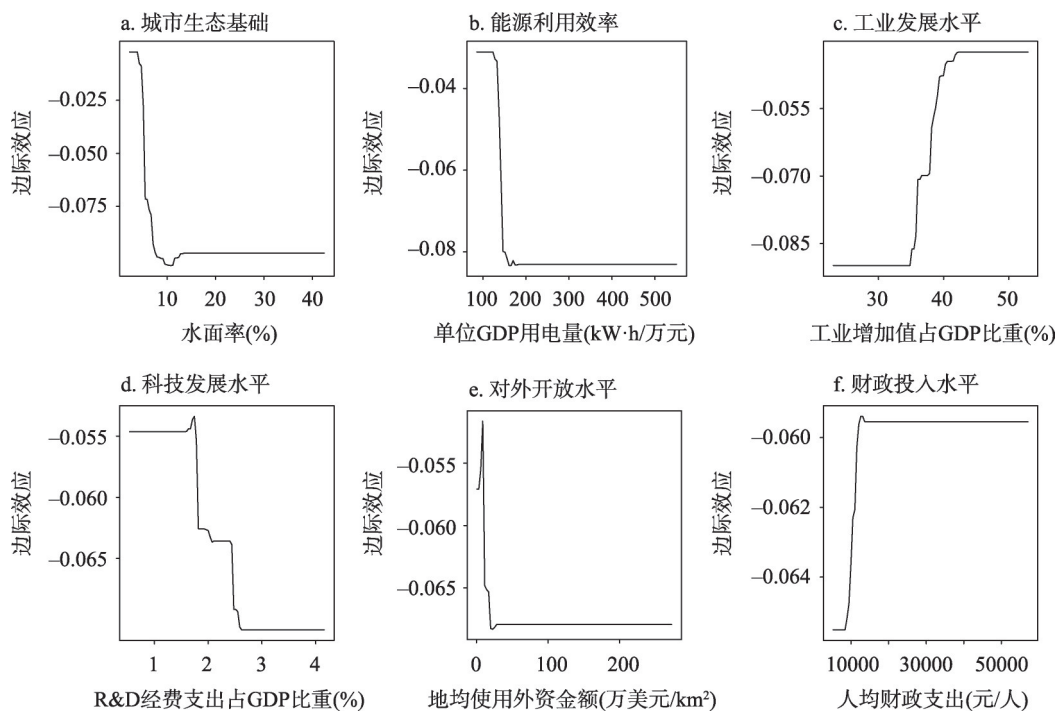 a. 城市生态基础
b. 能源利用效率
c. 工业发展水平
边际效应
−0.025
−0.050
−0.075
10 20 30 40
水面率(%)
边际效应
−0.04
−0.06
−0.08
100 200 300 400 500
单位GDP用电量(kW·h/万元)
边际效应
−0.055
−0.070
−0.085
30 40 50
工业增加值占GDP比重(%)
d. 科技发展水平
e. 对外开放水平
f. 财政投入水平
边际效应
−0.055
−0.060
−0.065
1 2 3 4
R&D经费支出占GDP比重(%)
边际效应
−0.055
−0.060
−0.065
0 100 200
地均使用外资金额(万美元/km²)
边际效应
−0.060
−0.062
−0.064
10000 30000 50000
人均财政支出(元/人)